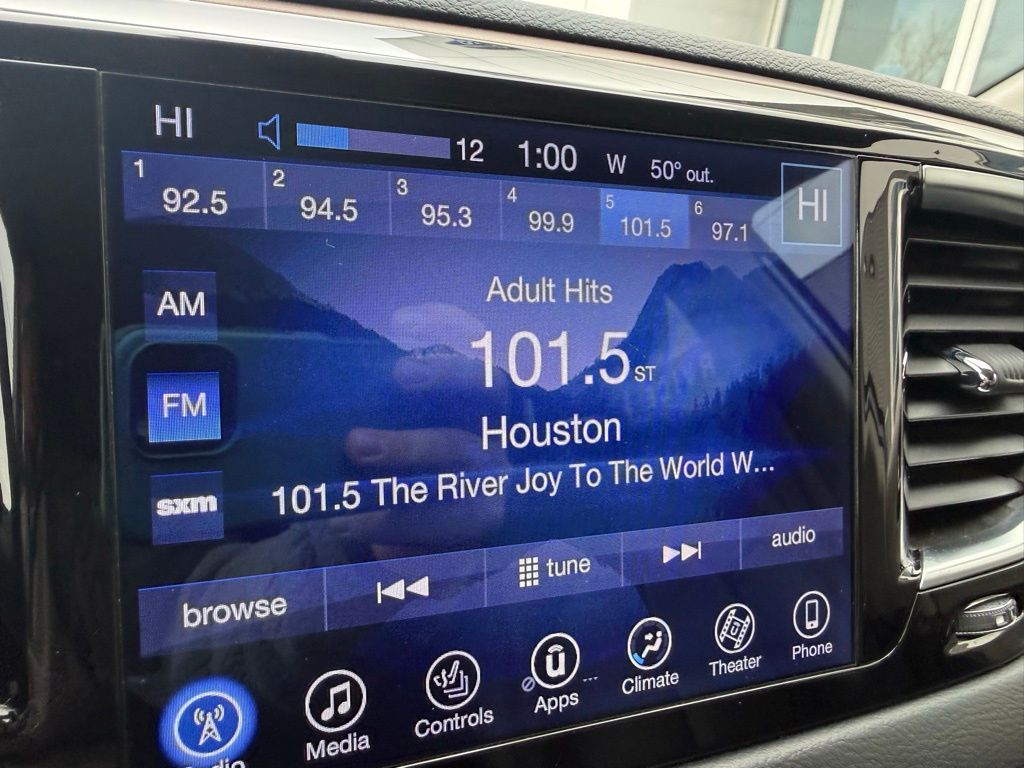 HI 12 1:00 W 50° out. HI
1 92.5 2 94.5 3 95.3 4 99.9 5 101.5 6 97.1
AM
FM
sxm
Adult Hits
101.5 ST
Houston
101.5 The River Joy To The World W...
browse tune audio
Media Controls Apps Climate Theater Phone